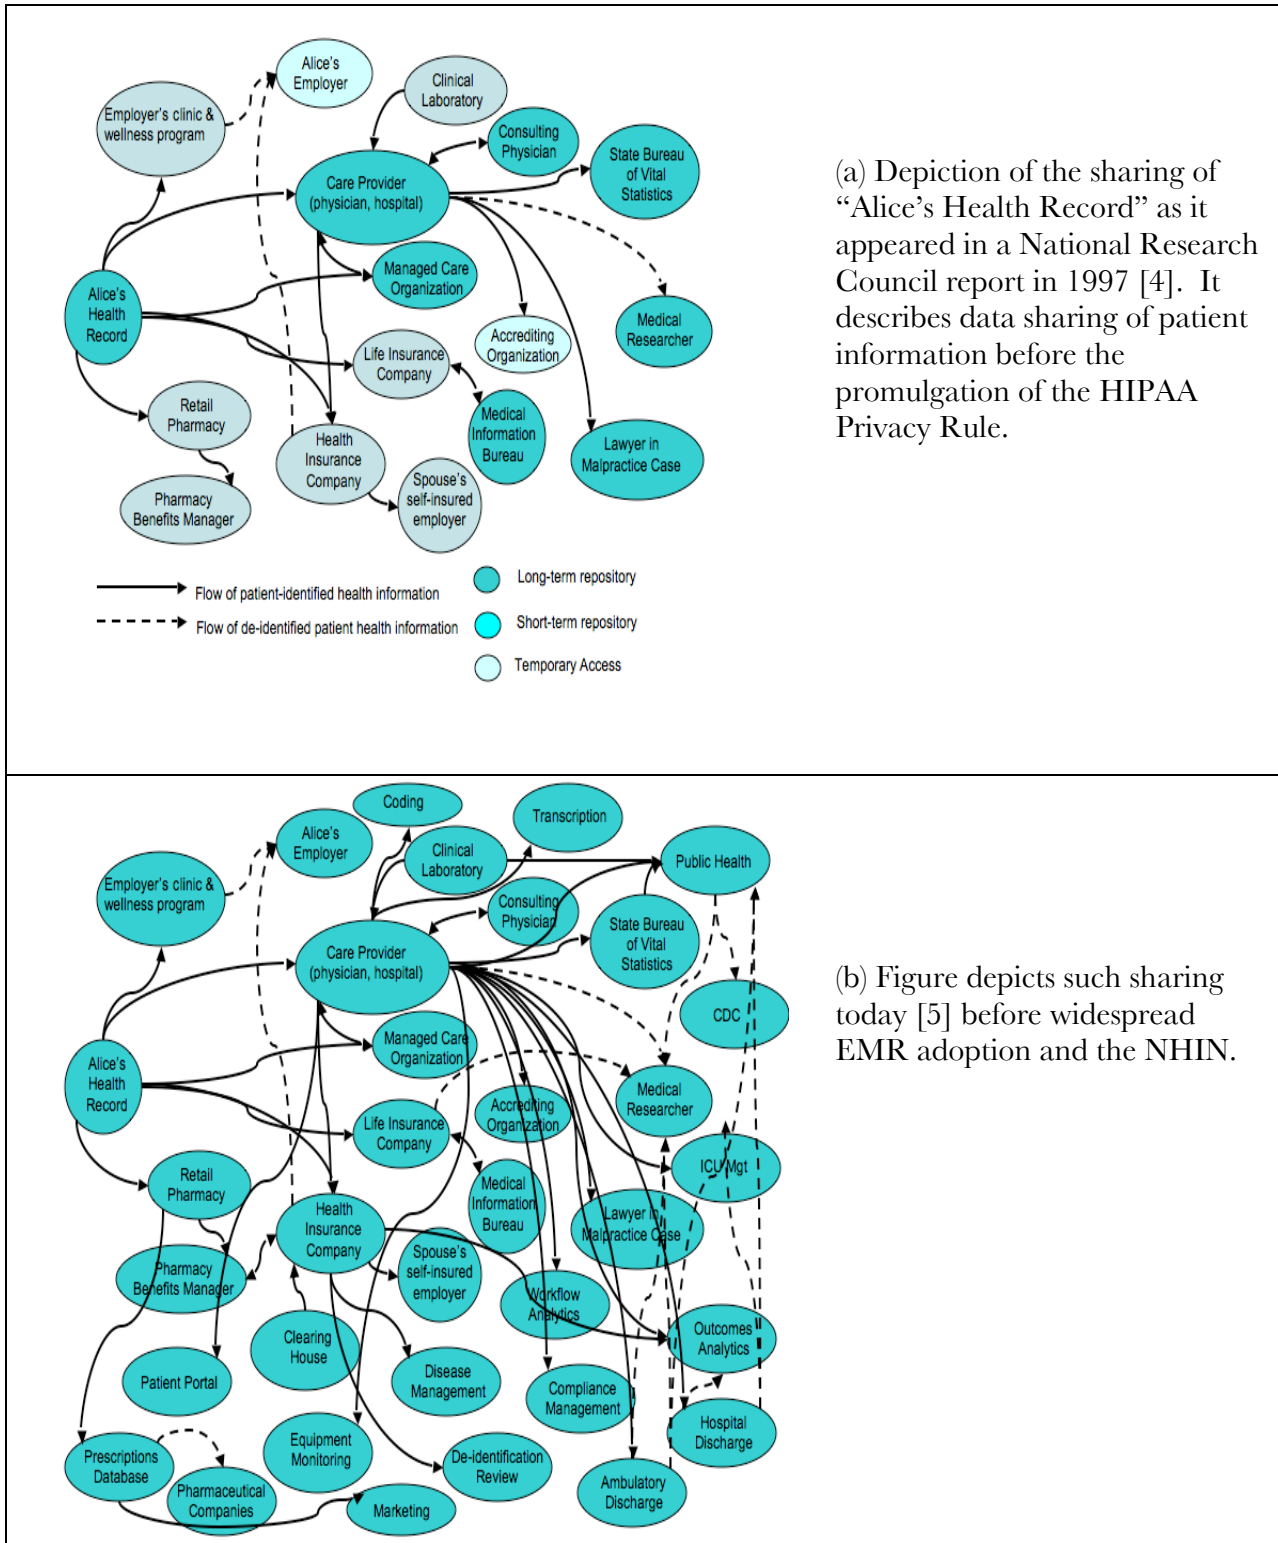 Alice's
Employer
Clinical
Laboratory
Employer's clinic &
wellness program
Consulting
Physician
State Bureau
of Vital
Statistics
Care Provider
(physician, hospital)
Managed Care
Organization
Alice's
Health
Record
Medical
Researcher
Accrediting
Organization
Life Insurance
Company
Retail
Pharmacy
Medical
Information
Bureau
Health
Insurance
Company
Lawyer in
Malpractice Case
Spouse's
self-insured
employer
Pharmacy
Benefits Manager
Flow of patient-identified health information
Flow of de-identified patient health information
Long-term repository
Short-term repository
Temporary Access
(a) Depiction of the sharing of
“Alice's Health Record” as it
appeared in a National Research
Council report in 1997 [4].  It
describes data sharing of patient
information before the
promulgation of the HIPAA
Privacy Rule.
Coding
Transcription
Alice's
Employer
Clinical
Laboratory
Public Health
Employer's clinic &
wellness program
Consulting
Physician
State Bureau
of Vital
Statistics
Care Provider
(physician, hospital)
CDC
Managed Care
Organization
Alice's
Health
Record
Medical
Researcher
Accrediting
Organization
Life Insurance
Company
ICU Mgt
Retail
Pharmacy
Medical
Information
Bureau
Health
Insurance
Company
Lawyer in
Malpractice Case
Spouse's
self-insured
employer
Pharmacy
Benefits Manager
Workflow
Analytics
Outcomes
Analytics
Clearing
House
Patient Portal
Disease
Management
Compliance
Management
Hospital
Discharge
Equipment
Monitoring
De-identification
Review
Prescriptions
Database
Ambulatory
Discharge
Pharmaceutical
Companies
Marketing
(b) Figure depicts such sharing
today [5] before widespread
EMR adoption and the NHIN.